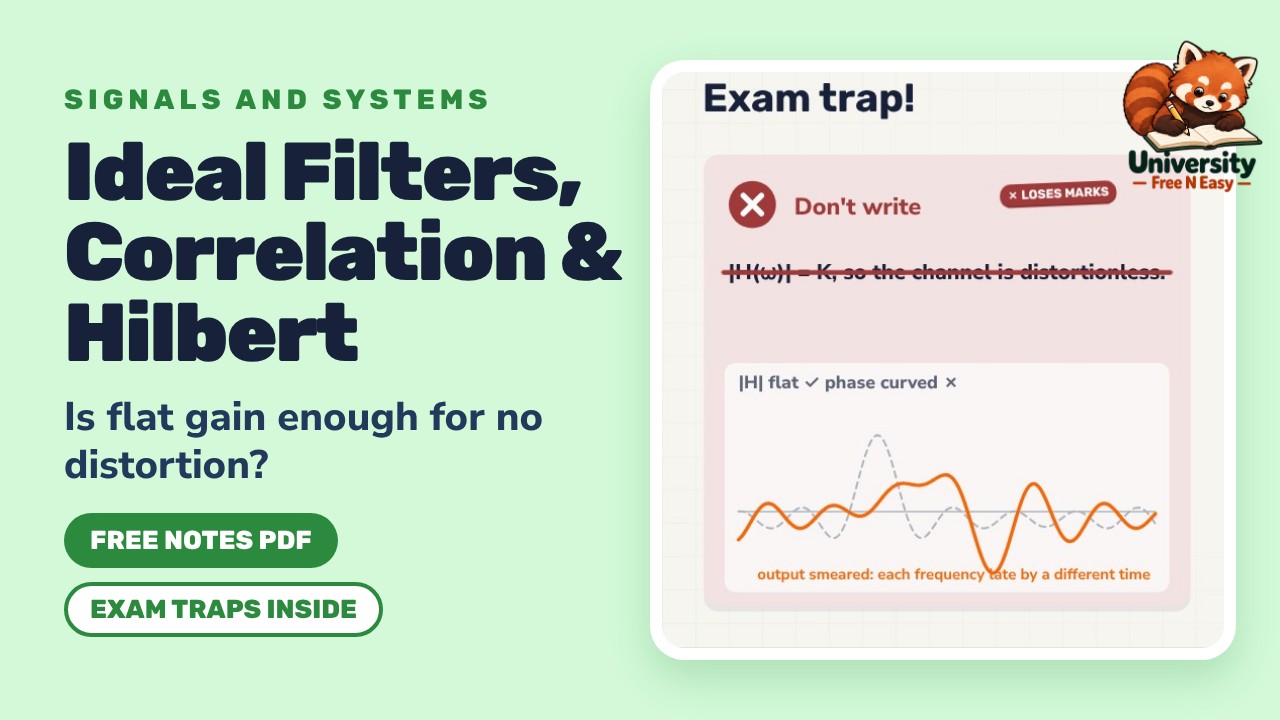 SIGNALS AND SYSTEMS
Ideal Filters,
Correlation &
Hilbert
Is flat gain enough for no
distortion?
FREE NOTES PDF
EXAM TRAPS INSIDE
Exam trap!
Don't write
× LOSES MARKS
|H(ω)| = K, so the channel is distortionless.
|H| flat ✓ phase curved ×
output smeared: each frequency late by a different time
University
— Free N Easy —